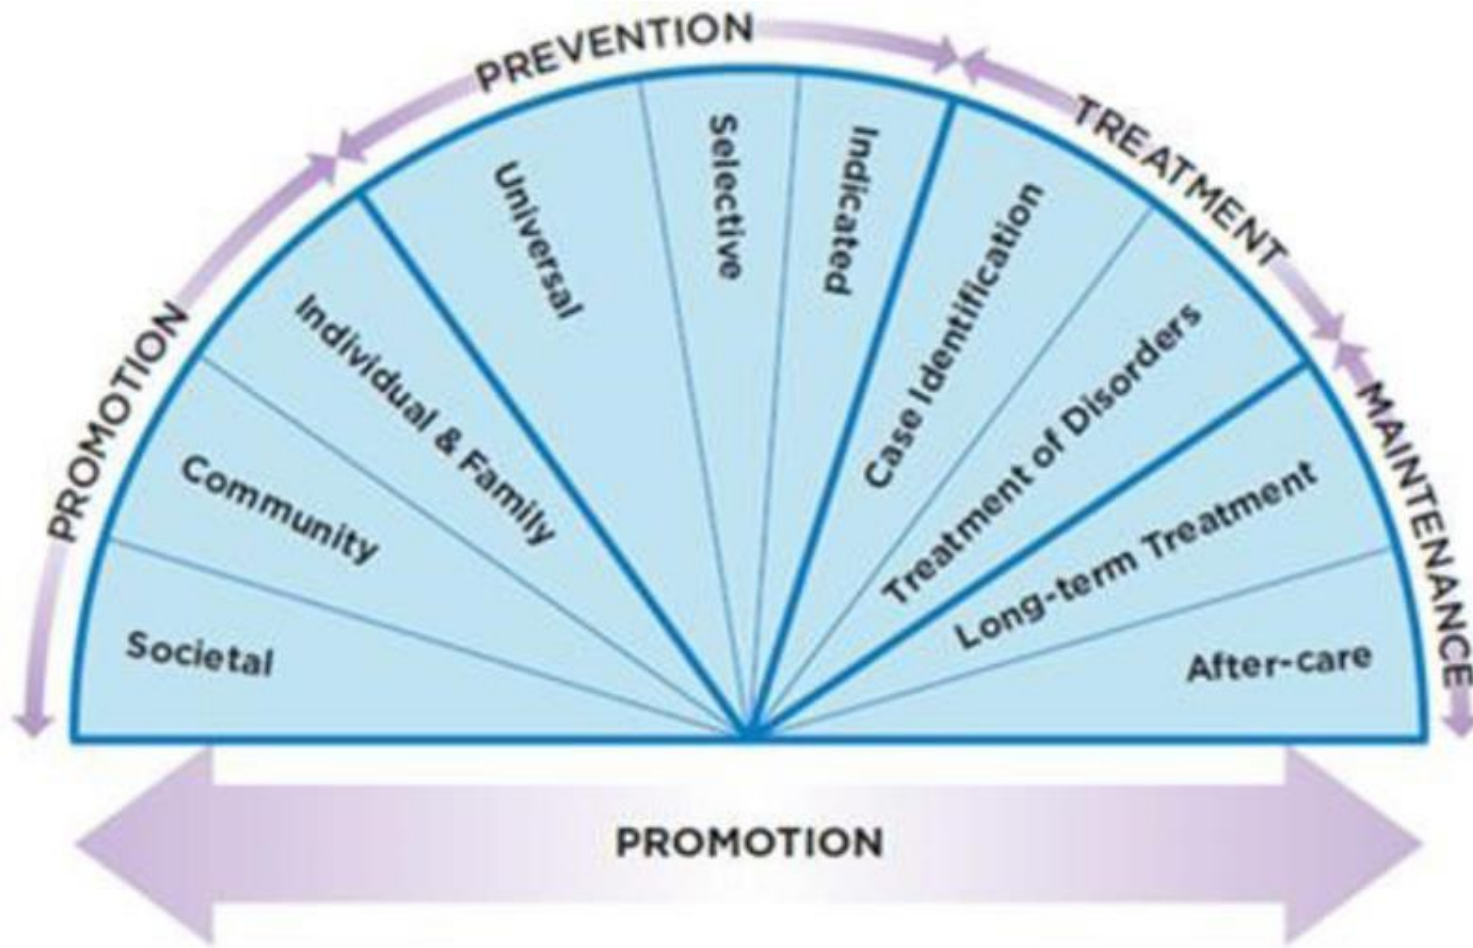 PROMOTION
PREVENTION
TREATMENT
MAINTENANCE
Societal
Community
Individual & Family
Universal
Selective
Indicated
Case Identification
Treatment of Disorders
Long-term Treatment
After-care
PROMOTION